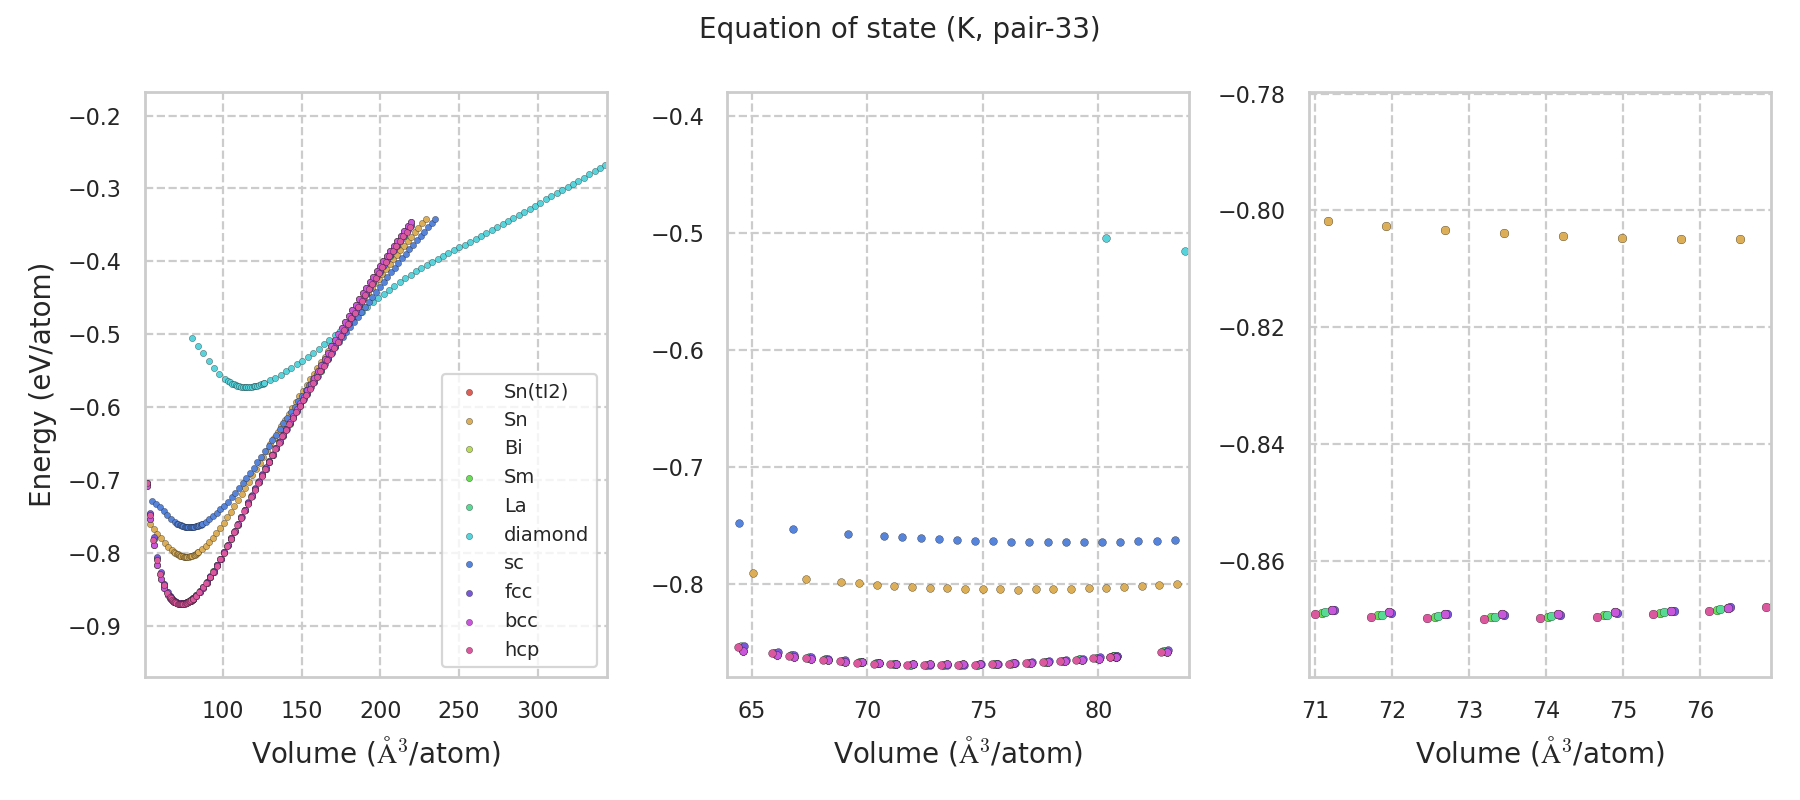 Equation of state (K, pair-33)
Energy (eV/atom)
−0.2
−0.3
−0.4
−0.5
−0.6
−0.7
−0.8
−0.9
100 150 200 250 300
Volume (Å³/atom)
Sn(tI2)
Sn
Bi
Sm
La
diamond
sc
fcc
bcc
hcp
−0.4
−0.5
−0.6
−0.7
−0.8
65 70 75 80
Volume (Å³/atom)
−0.78
−0.80
−0.82
−0.84
−0.86
71 72 73 74 75 76
Volume (Å³/atom)